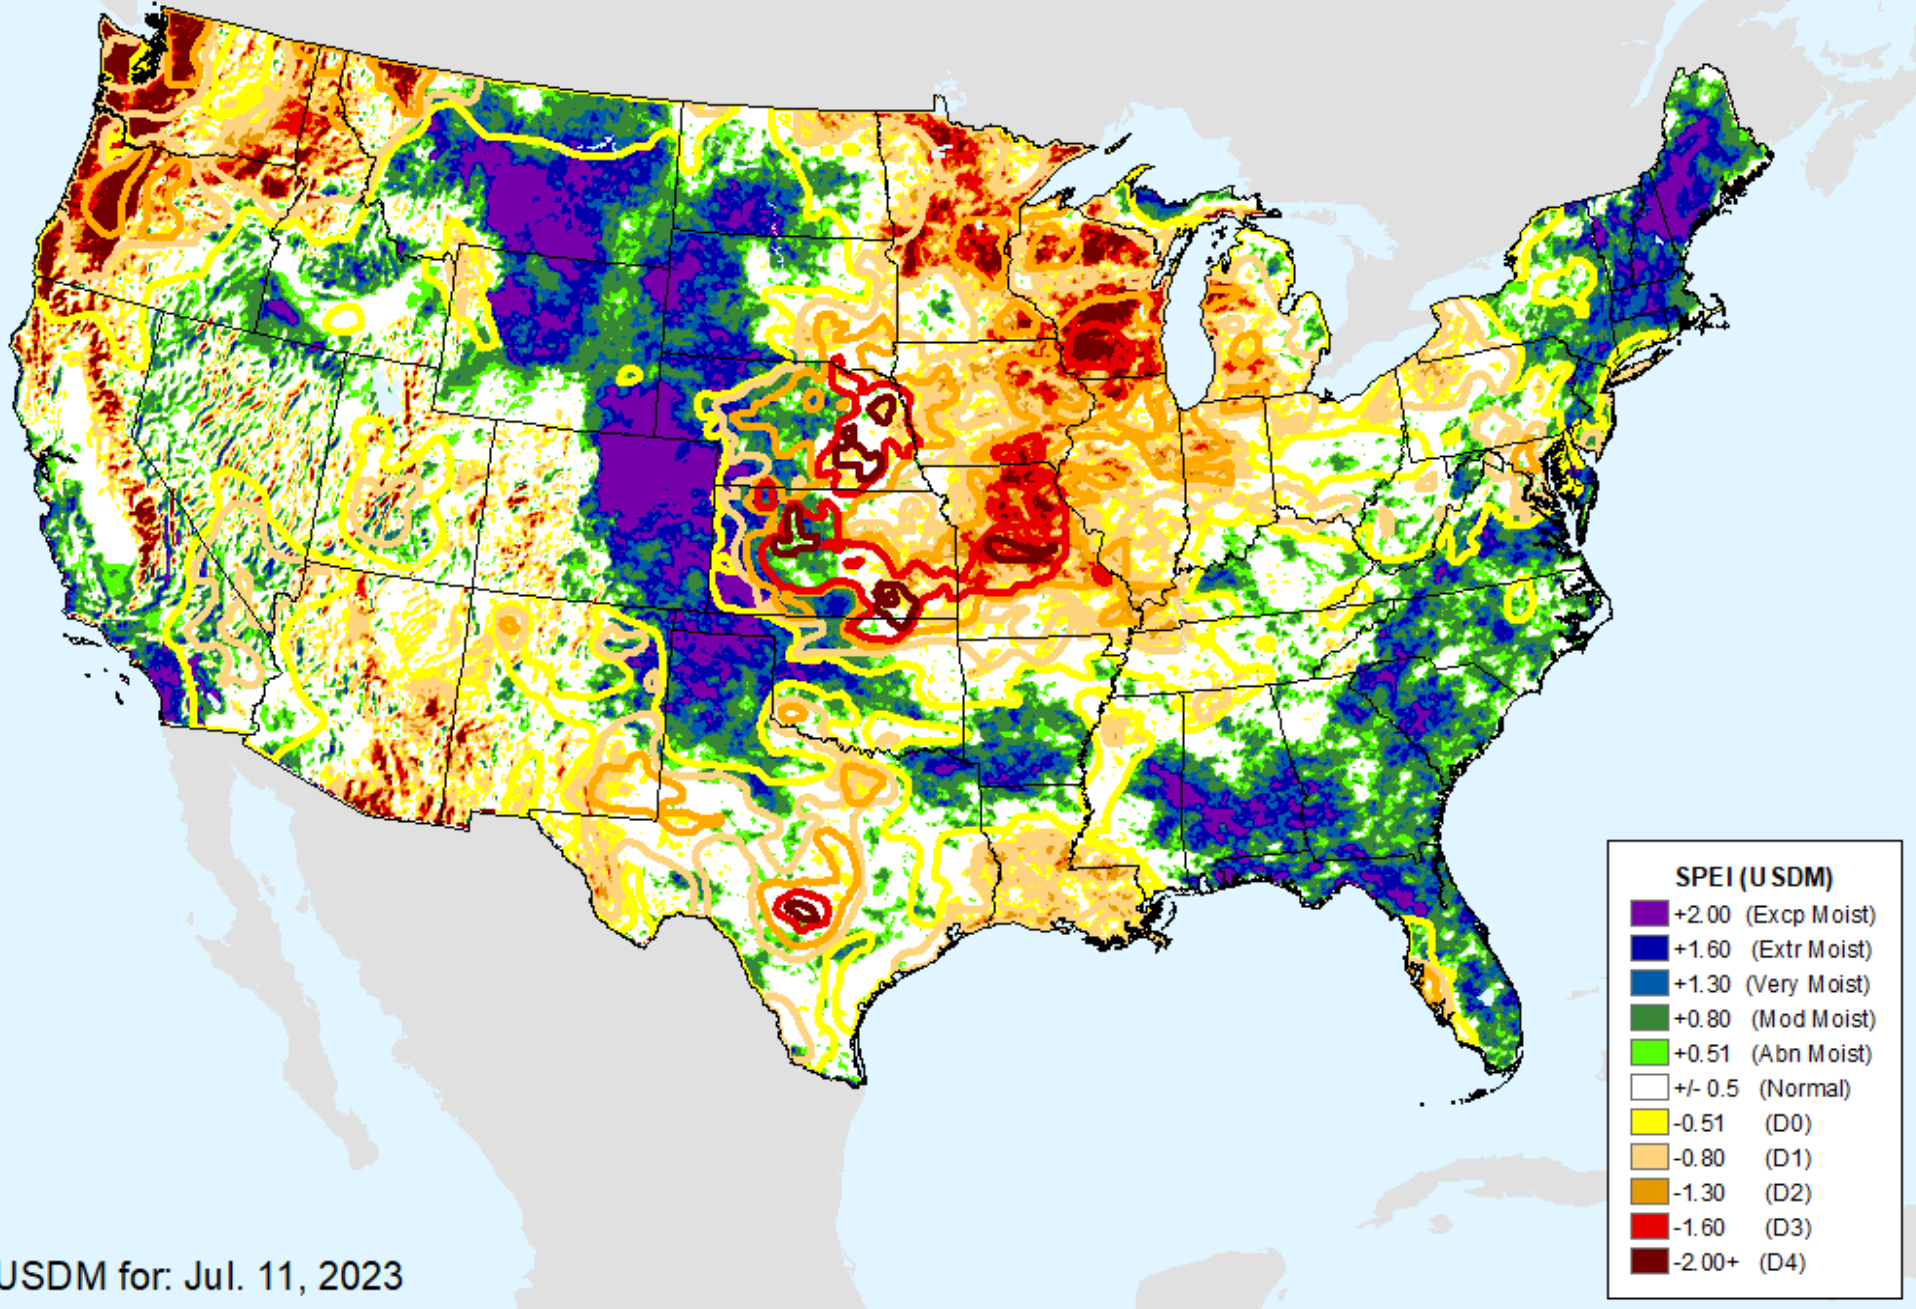 SPEI (USDM)
+2.00 (Excp Moist)
+1.60 (Extr Moist)
+1.30 (Very Moist)
+0.80 (Mod Moist)
+0.51 (Abn Moist)
+/- 0.5 (Normal)
-0.51 (D0)
-0.80 (D1)
-1.30 (D2)
-1.60 (D3)
-2.00+ (D4)
USDM for: Jul. 11, 2023